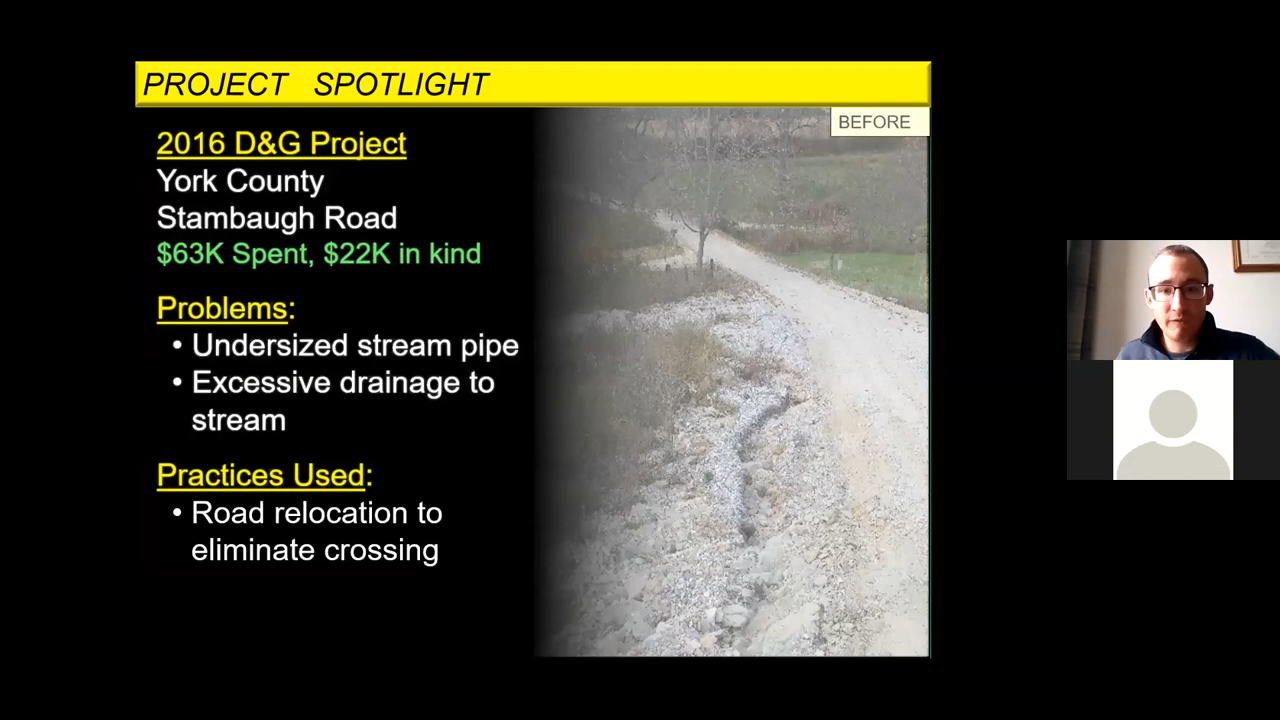 PROJECT SPOTLIGHT
BEFORE
2016 D&G Project
York County
Stambaugh Road
$63K Spent, $22K in kind
Problems:
• Undersized stream pipe
• Excessive drainage to
stream
Practices Used:
• Road relocation to
eliminate crossing